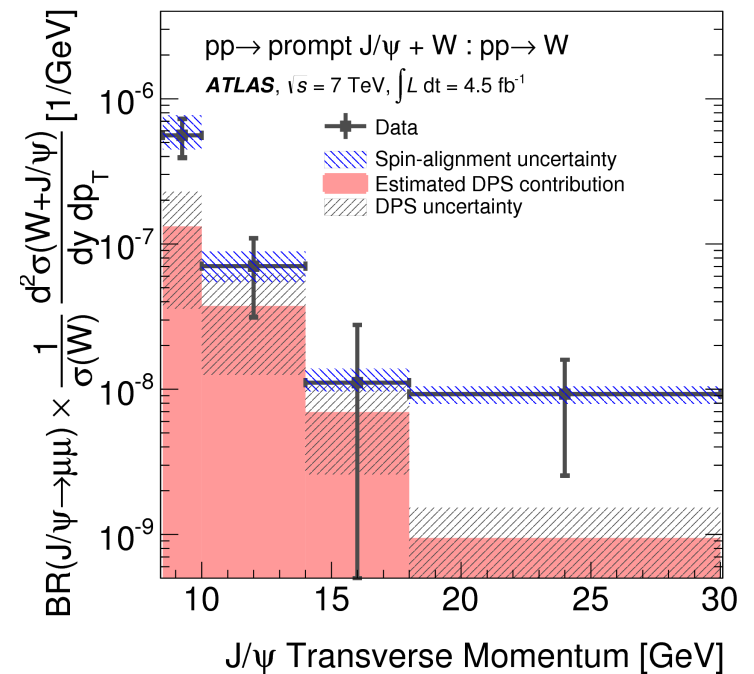 pp→ prompt J/ψ + W : pp→ W
ATLAS, √s = 7 TeV, ∫L dt = 4.5 fb⁻¹
Data
Spin-alignment uncertainty
Estimated DPS contribution
DPS uncertainty
BR(J/ψ→μμ) × 1/σ(W) d²σ(W+J/ψ)/dy dp_T [1/GeV]
10⁻⁶
10⁻⁷
10⁻⁸
10⁻⁹
10 15 20 25 30
J/ψ Transverse Momentum [GeV]